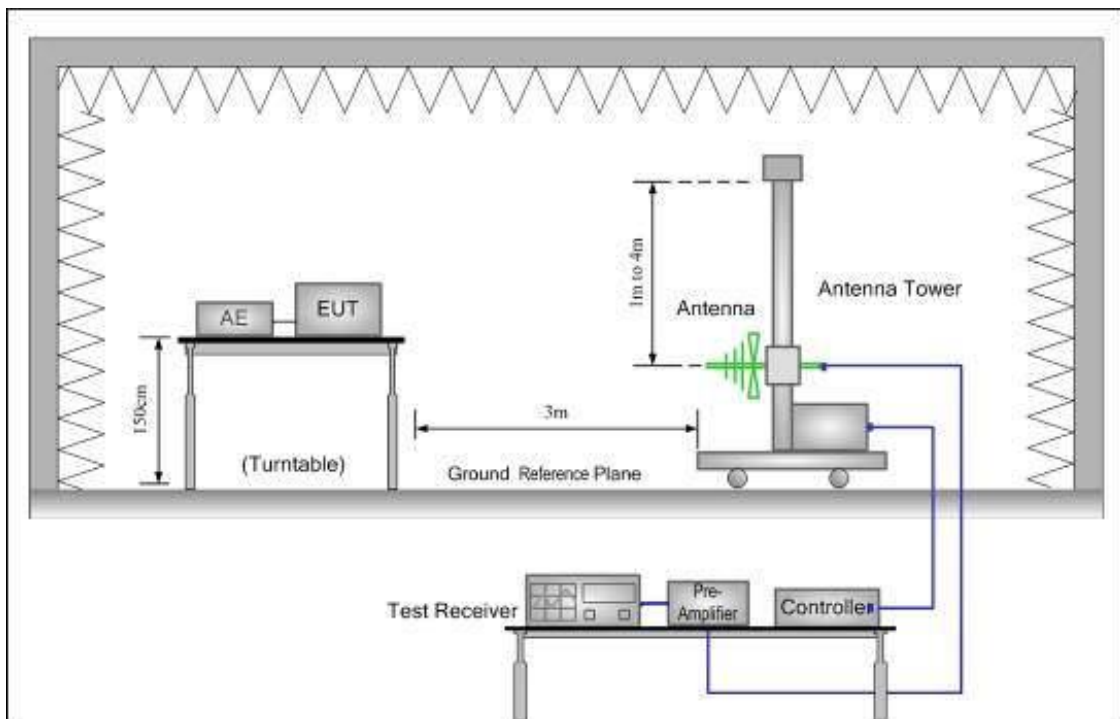 1m to 4m
Antenna Tower
Antenna
EUT
AE
150cm
3m
(Turntable)
Ground Reference Plane
Test Receiver
Pre-
Amplifier
Controller